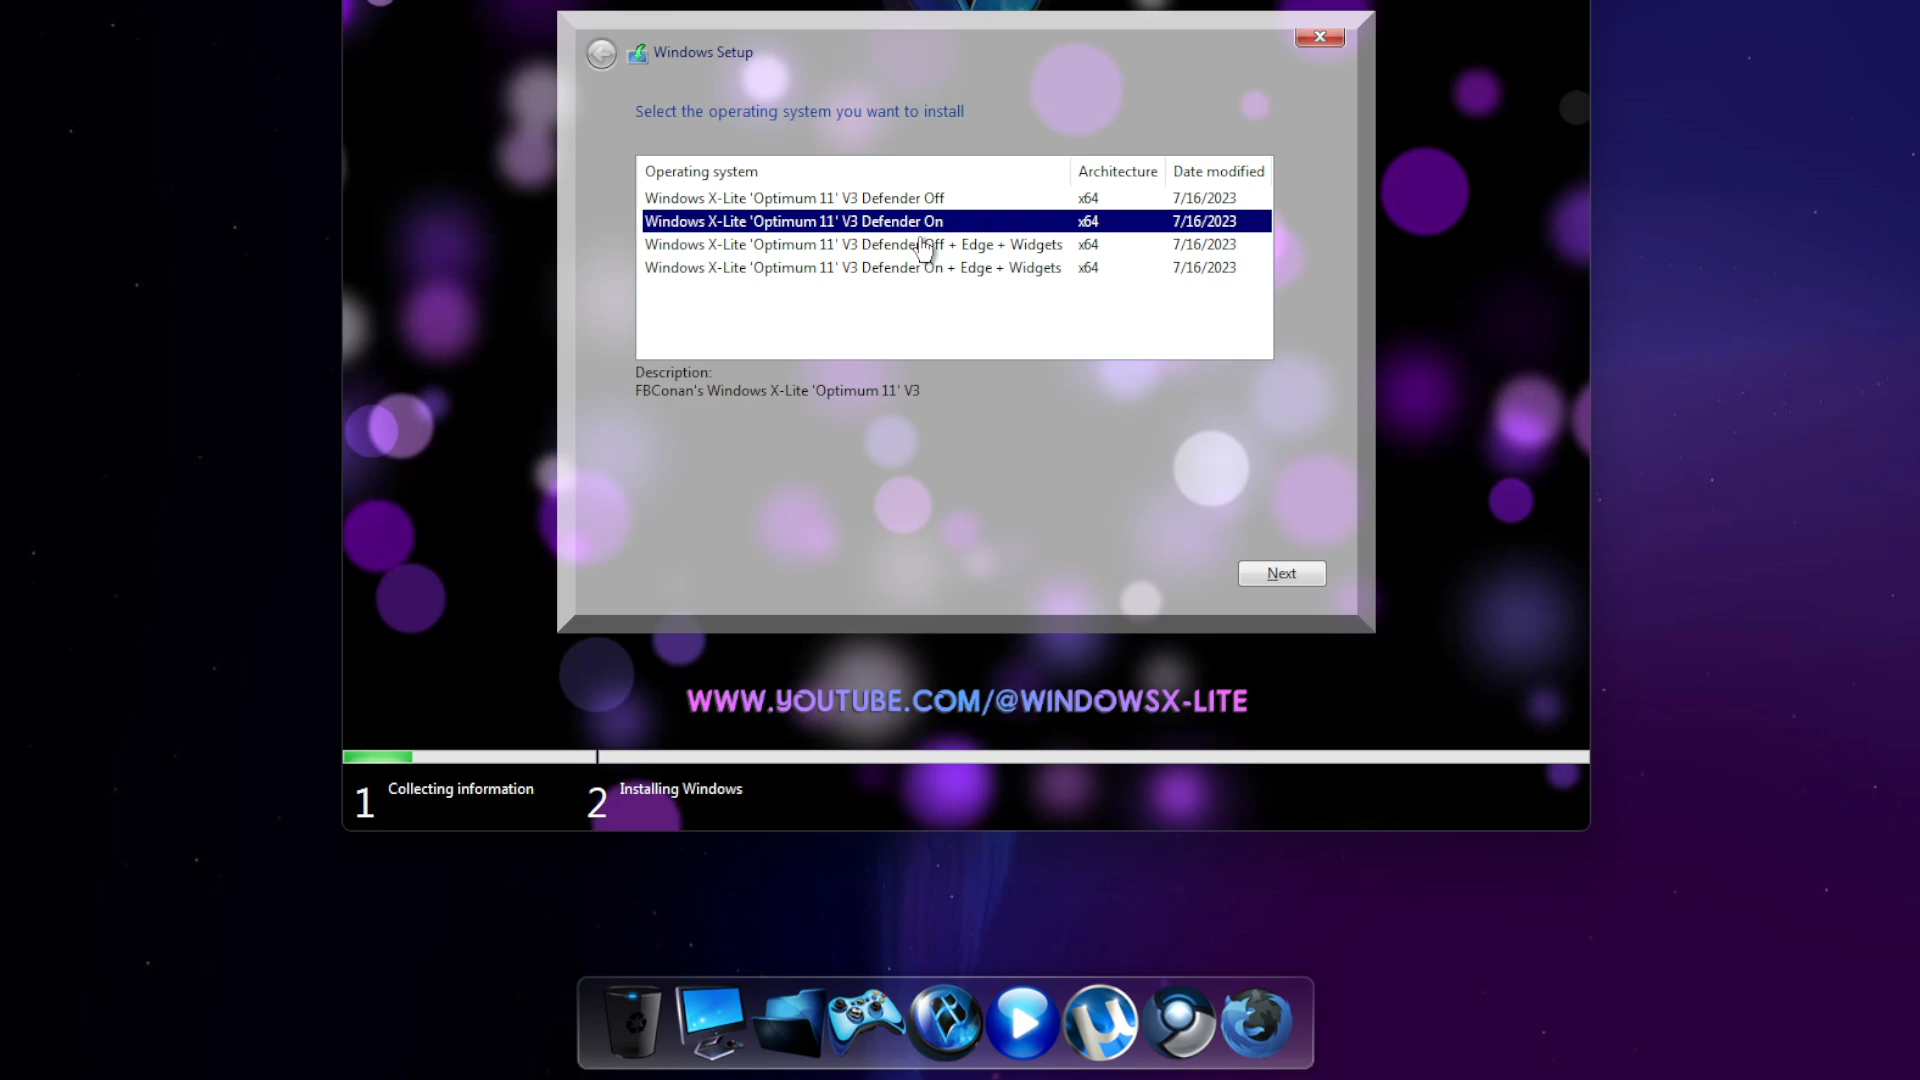 Windows Setup
Select the operating system you want to install
Operating system Architecture Date modified
Windows X-Lite 'Optimum 11' V3 Defender Off x64 7/16/2023
Windows X-Lite 'Optimum 11' V3 Defender On x64 7/16/2023
Windows X-Lite 'Optimum 11' V3 Defender Off + Edge + Widgets x64 7/16/2023
Windows X-Lite 'Optimum 11' V3 Defender On + Edge + Widgets x64 7/16/2023
Description:
FBConan's Windows X-Lite 'Optimum 11' V3
Next
WWW.YOUTUBE.COM/@WINDOWSX-LITE
1 Collecting information 2 Installing Windows